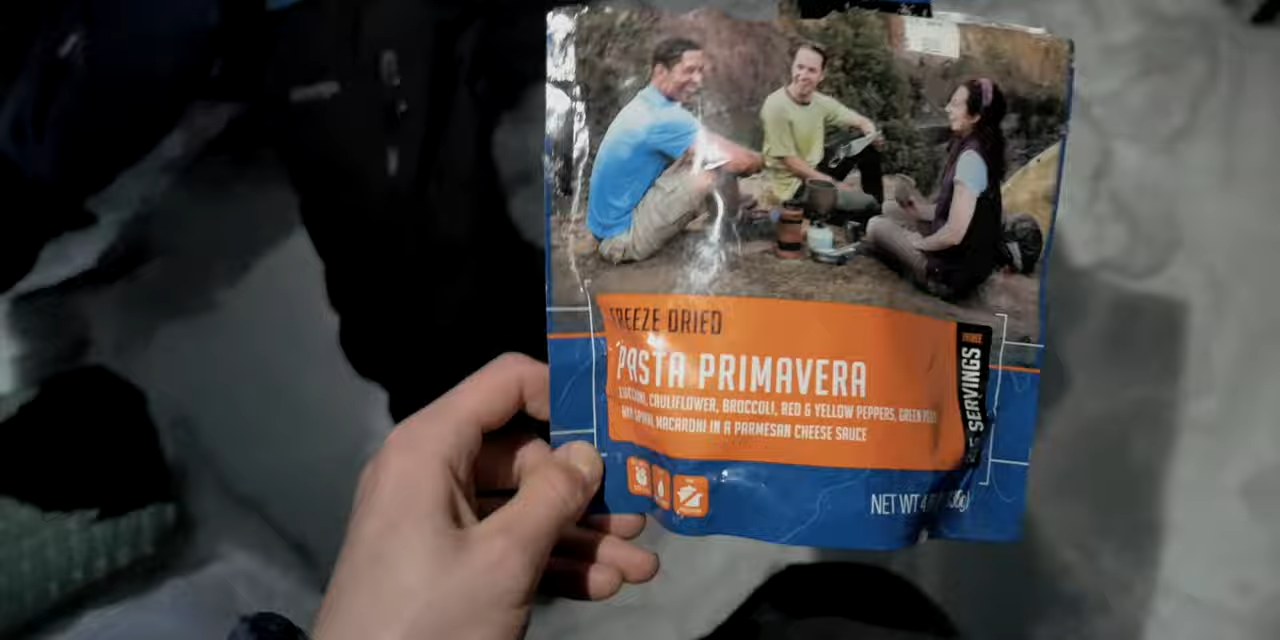 FREEZE DRIED
PASTA PRIMAVERA
CAULIFLOWER, BROCCOLI, RED & YELLOW PEPPERS, GREEN
MACARONI IN A PARMESAN CHEESE SAUCE
SERVINGS
NET WT